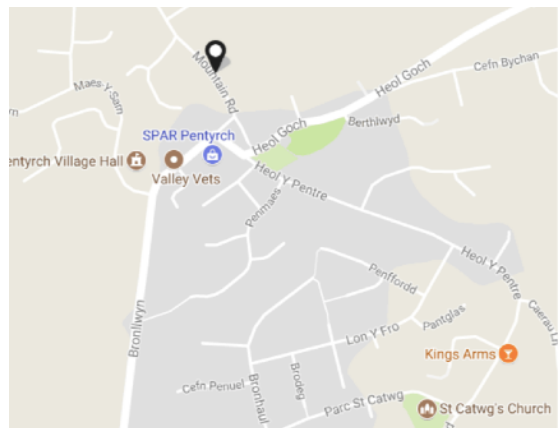 Maes-Y-Sarn
Mountain Rd
Heol Goch
Cefn Bychan
SPAR Pentyrch
Heol Goch
Berthlwyd
entyrch Village Hall
Valley Vets
Heol Y Pentre
Penmaes
Heol Y Pentre
Penffordd
Caerau Ln
Bronllwyn
Pantglas
Lon Y Fro
Kings Arms
Cefn Penuel
Bronhaul
Brodeg
Parc St Catwg
St Catwg's Church